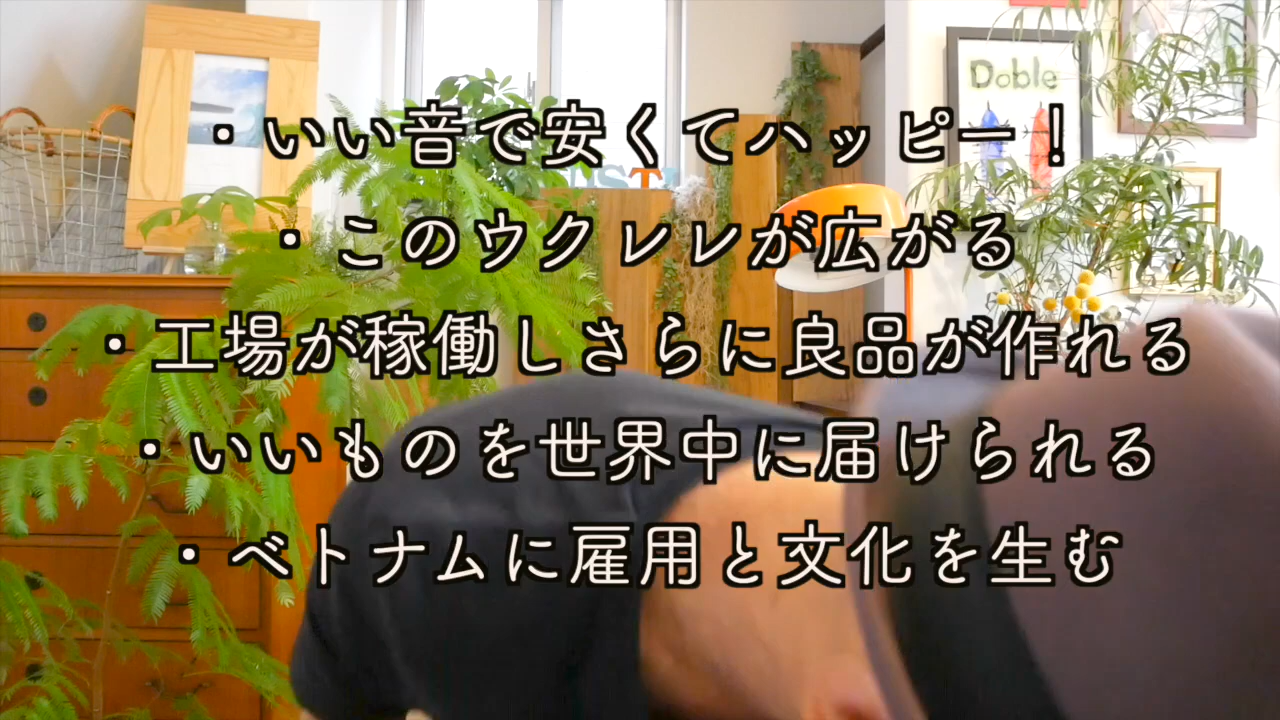 Doble
・いい音で安くてハッピー！
・このウクレレが広がる
・工場が稼働しさらに良品が作れる
・いいものを世界中に届けられる
・ベトナムに雇用と文化を生む